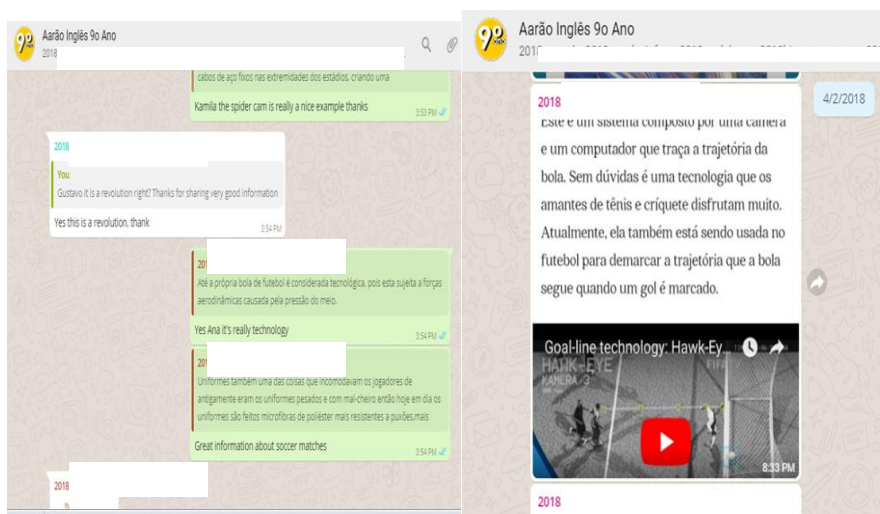 9º
Aarão Inglês 9o Ano
2018
cabos de aço fixos nas extremidades dos estádios, criando uma
Kamila the spider cam is really a nice example thanks
3:53 PM
2018
You
Gustavo it is a revolution right? Thanks for sharing very good information
Yes this is a revolution, thank
3:54 PM
201
Até a própria bola de futebol é considerada tecnológica, pois esta sujeita a forças
aerodinâmicas causada pela pressão do meio.
Yes Ana it's really technology
3:54 PM
201
Uniformes também uma das coisas que incomodavam os jogadores de
antigamente eram os uniformes pesados e com mal-cheiro então hoje em dia os
uniformes são feitos microfibras de poliéster mais resistentes a puxões,mais
Great information about soccer matches
3:54 PM
2018
9º
Aarão Inglês 9o Ano
2018
4/2/2018
2018
Este é um sistema composto por uma câmera
e um computador que traça a trajetória da
bola. Sem dúvidas é uma tecnologia que os
amantes de tênis e críquete disfrutam muito.
Atualmente, ela também está sendo usada no
futebol para demarcar a trajetória que a bola
segue quando um gol é marcado.
Goal-line technology: Hawk-Ey...
HAWK-EYE
KAMERA 3
FIFA
8:33 PM
2018